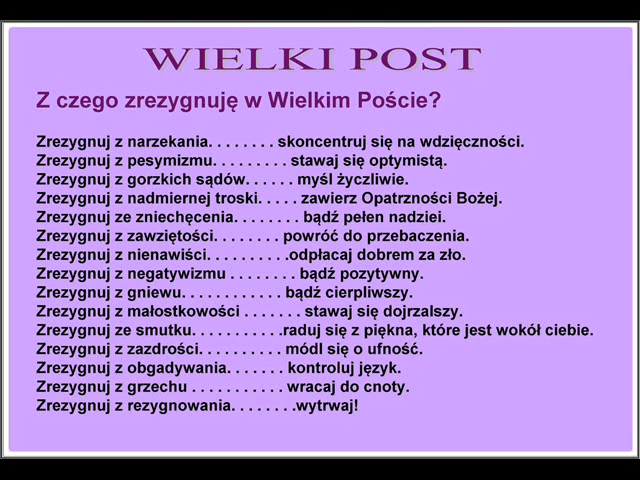 WIELKI POST
Z czego zrezygnuję w Wielkim Poście?
Zrezygnuj z narzekania. . . . . . . . skoncentruj się na wdzięczności.
Zrezygnuj z pesymizmu. . . . . . . . . stawaj się optymistą.
Zrezygnuj z gorzkich sądów. . . . . . myśl życzliwie.
Zrezygnuj z nadmiernej troski. . . . . zawierz Opatrzności Bożej.
Zrezygnuj ze zniechęcenia. . . . . . . . bądź pełen nadziei.
Zrezygnuj z zawziętości. . . . . . . . powróć do przebaczenia.
Zrezygnuj z nienawiści. . . . . . . . . .odpłacaj dobrem za zło.
Zrezygnuj z negatywizmu . . . . . . . . bądź pozytywny.
Zrezygnuj z gniewu. . . . . . . . . . . . bądź cierpliwszy.
Zrezygnuj z małostkowości . . . . . . . stawaj się dojrzalszy.
Zrezygnuj ze smutku. . . . . . . . . . .raduj się z piękna, które jest wokół ciebie.
Zrezygnuj z zazdrości. . . . . . . . . . módl się o ufność.
Zrezygnuj z obgadywania. . . . . . . kontroluj język.
Zrezygnuj z grzechu . . . . . . . . . . . wracaj do cnoty.
Zrezygnuj z rezygnowania. . . . . . . .wytrwaj!